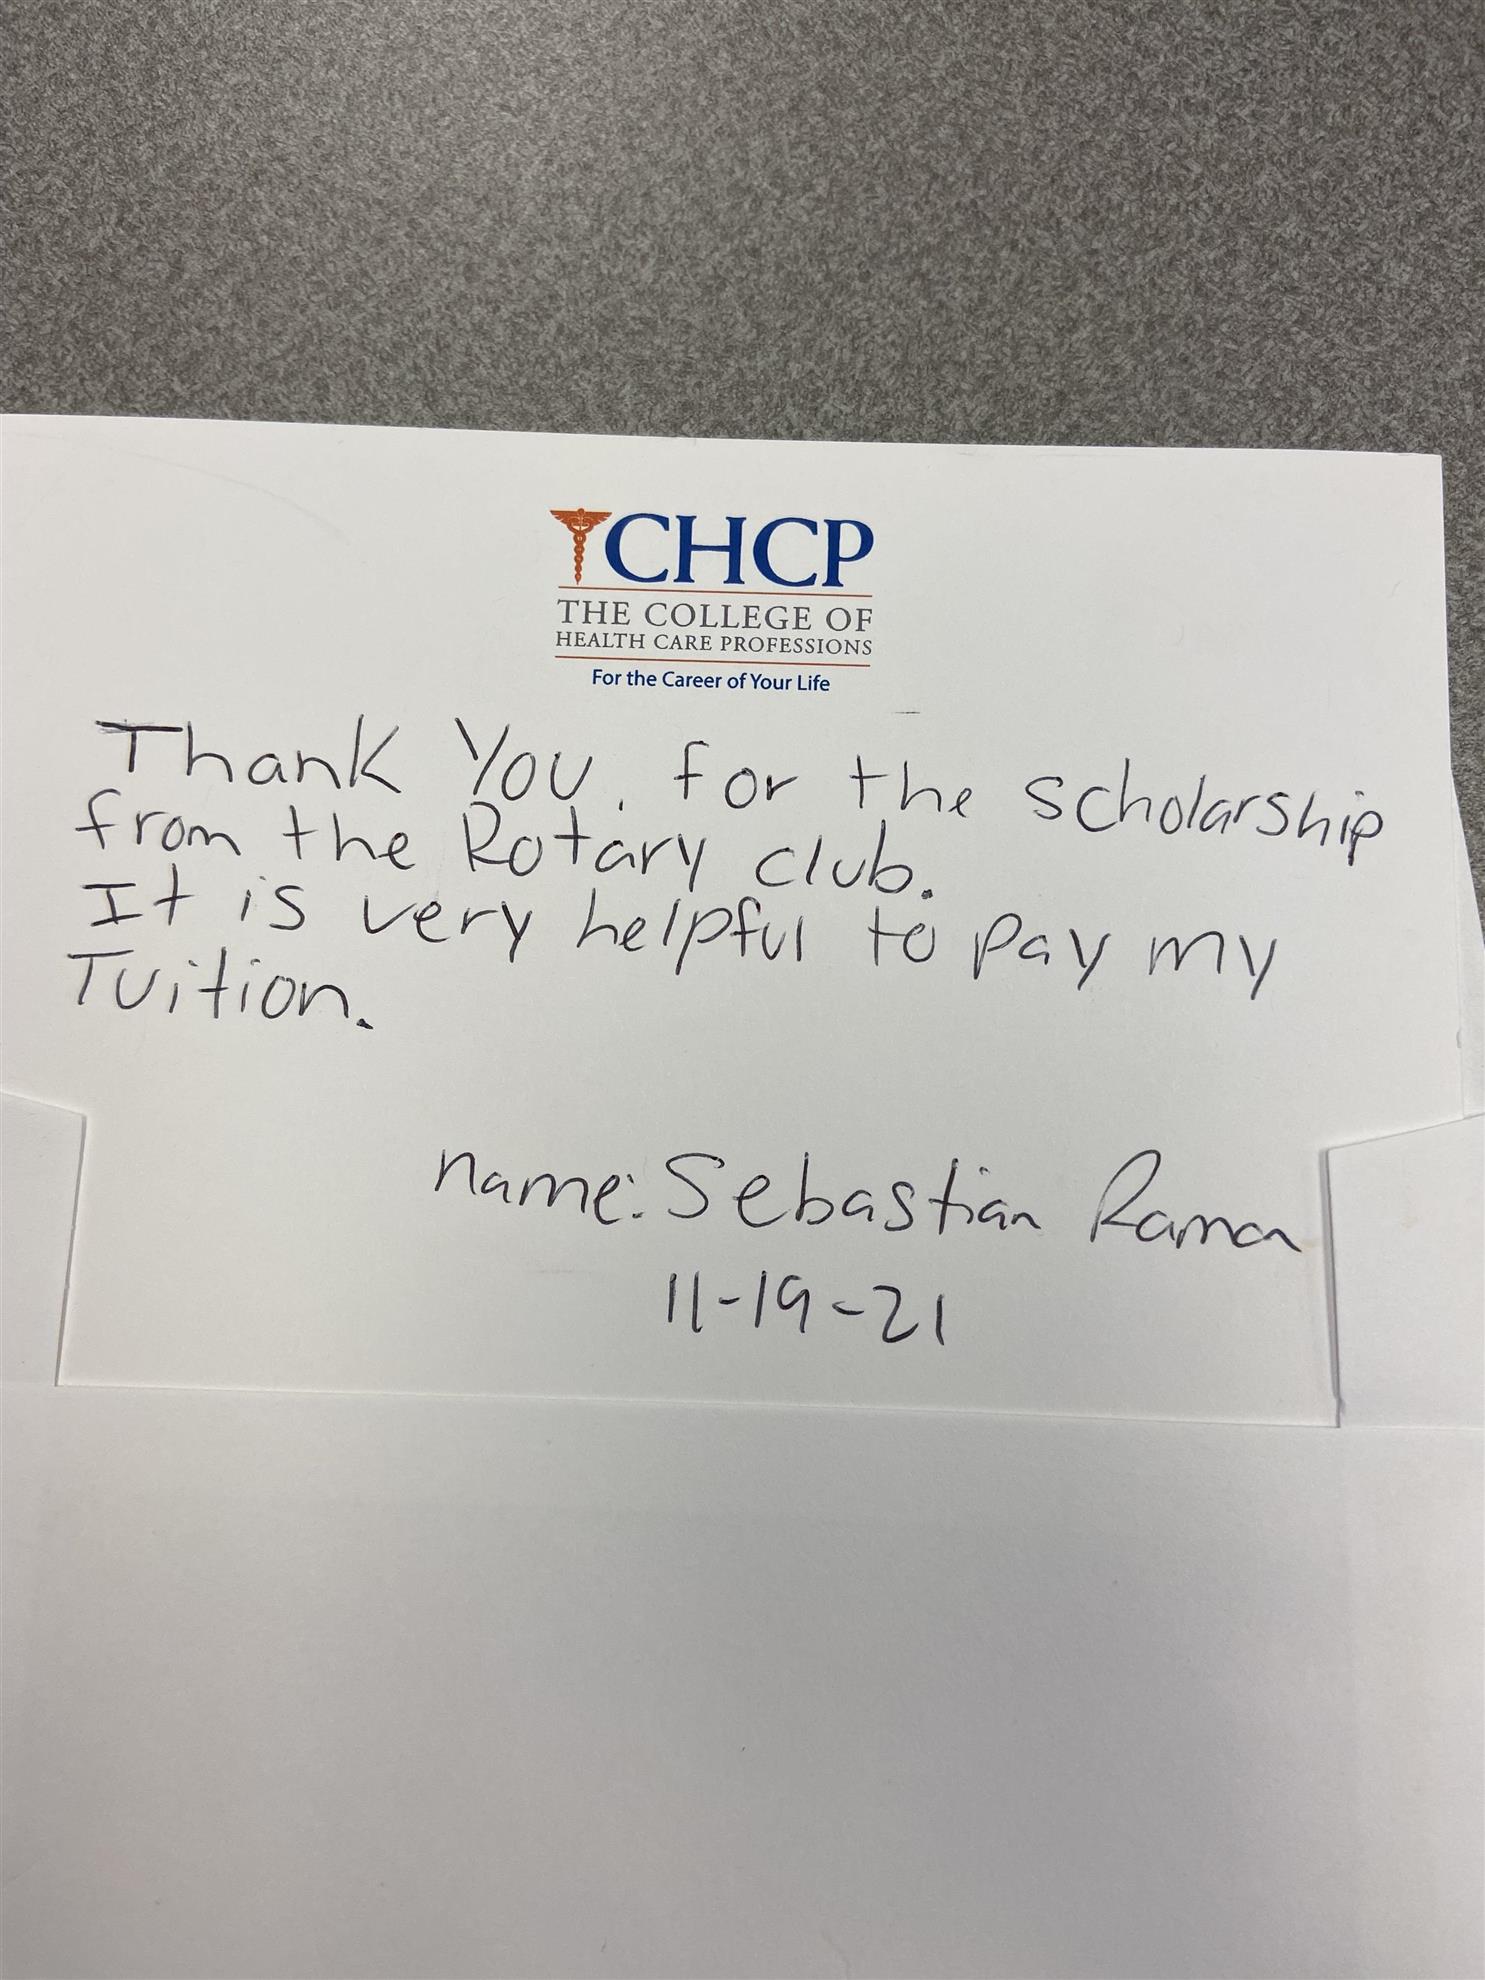 CHCP
THE COLLEGE OF
HEALTH CARE PROFESSIONS
For the Career of Your Life
Thank You, for the scholarship
from the Rotary club.
It is very helpful to pay my
Tuition.
name: Sebastian Ramon
11-19-21